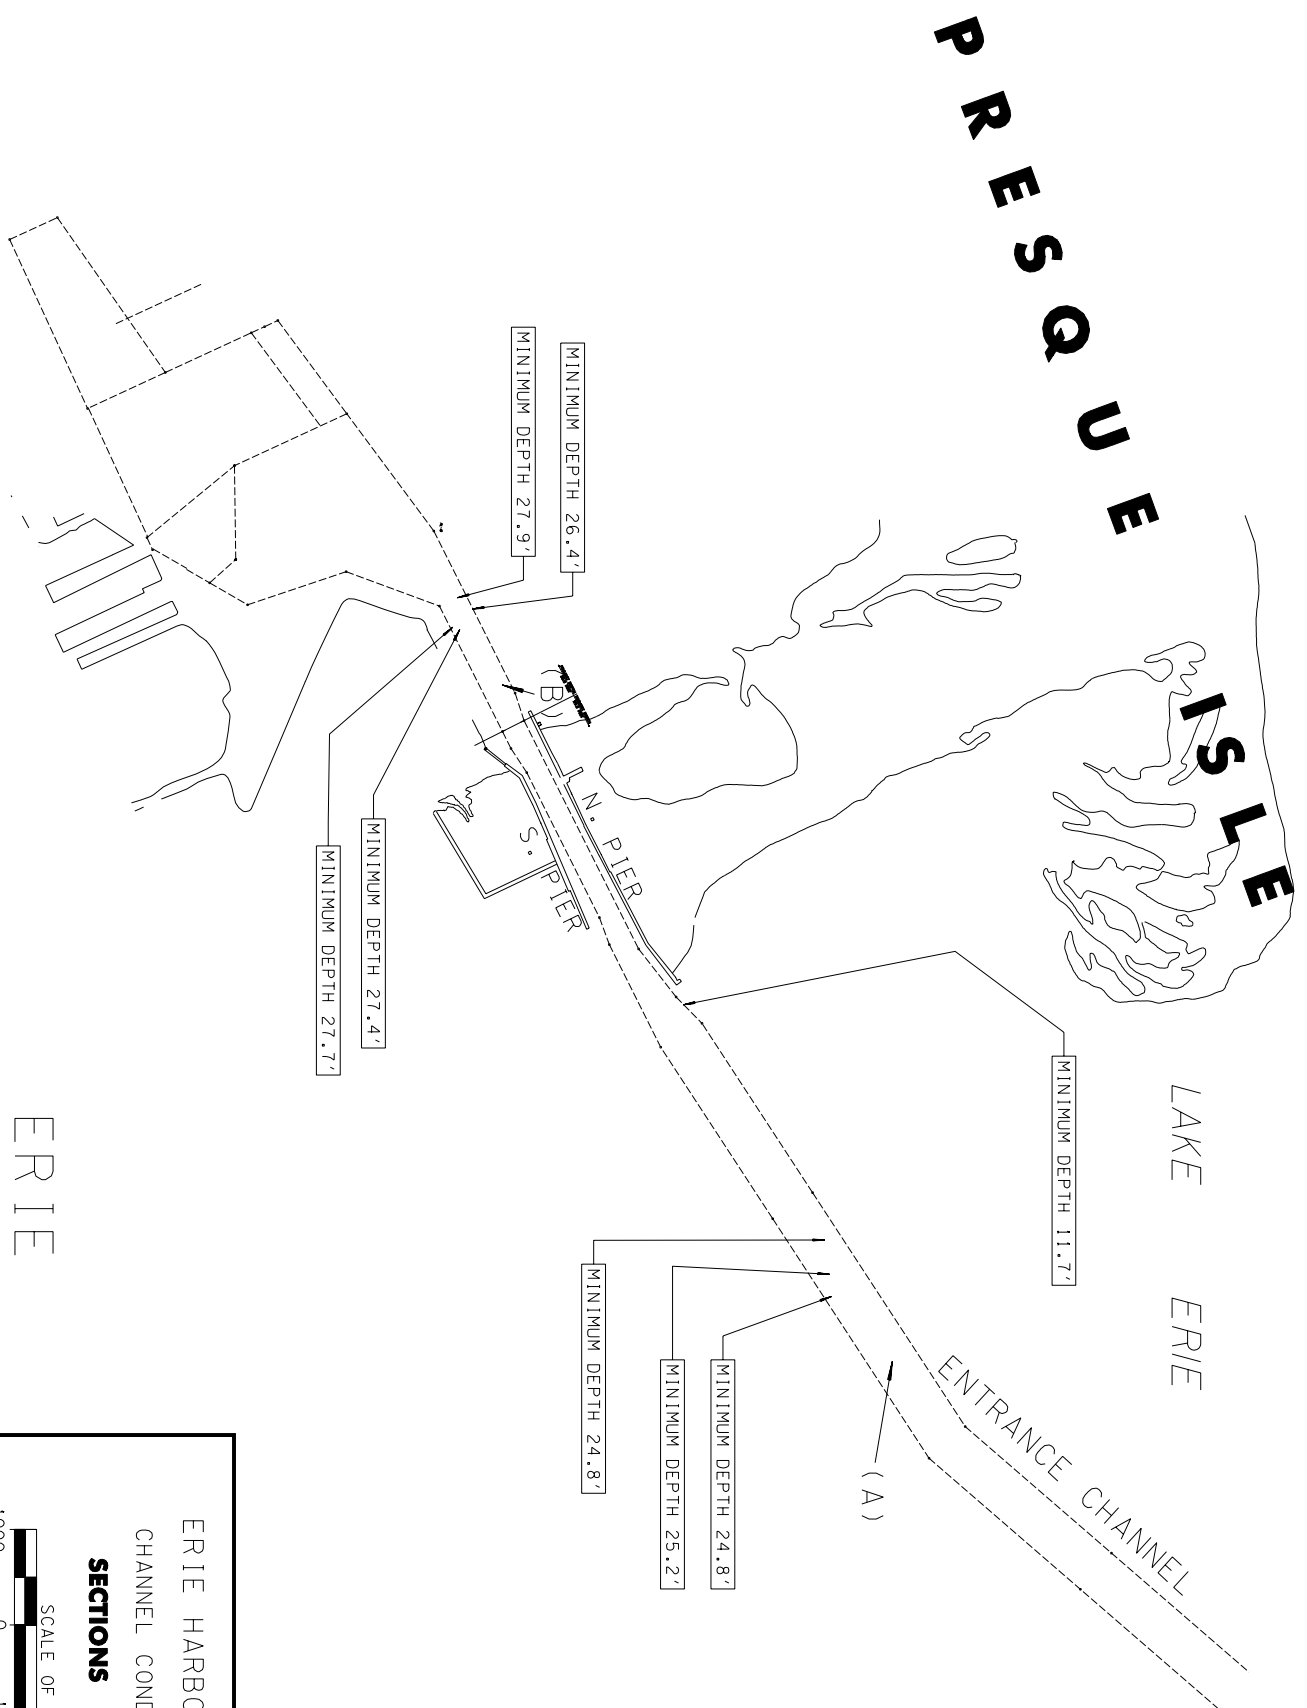 PRESQUE ISLE
LAKE ERIE
MINIMUM DEPTH 11.7'
ENTRANCE CHANNEL
(A)
MINIMUM DEPTH 24.8'
MINIMUM DEPTH 25.2'
MINIMUM DEPTH 24.8'
N. PIER
S. PIER
(B)
MINIMUM DEPTH 26.4'
MINIMUM DEPTH 27.9'
MINIMUM DEPTH 27.4'
MINIMUM DEPTH 27.7'
ERIE
ERIE HARBO
CHANNEL COND
SECTIONS
SCALE OF
0